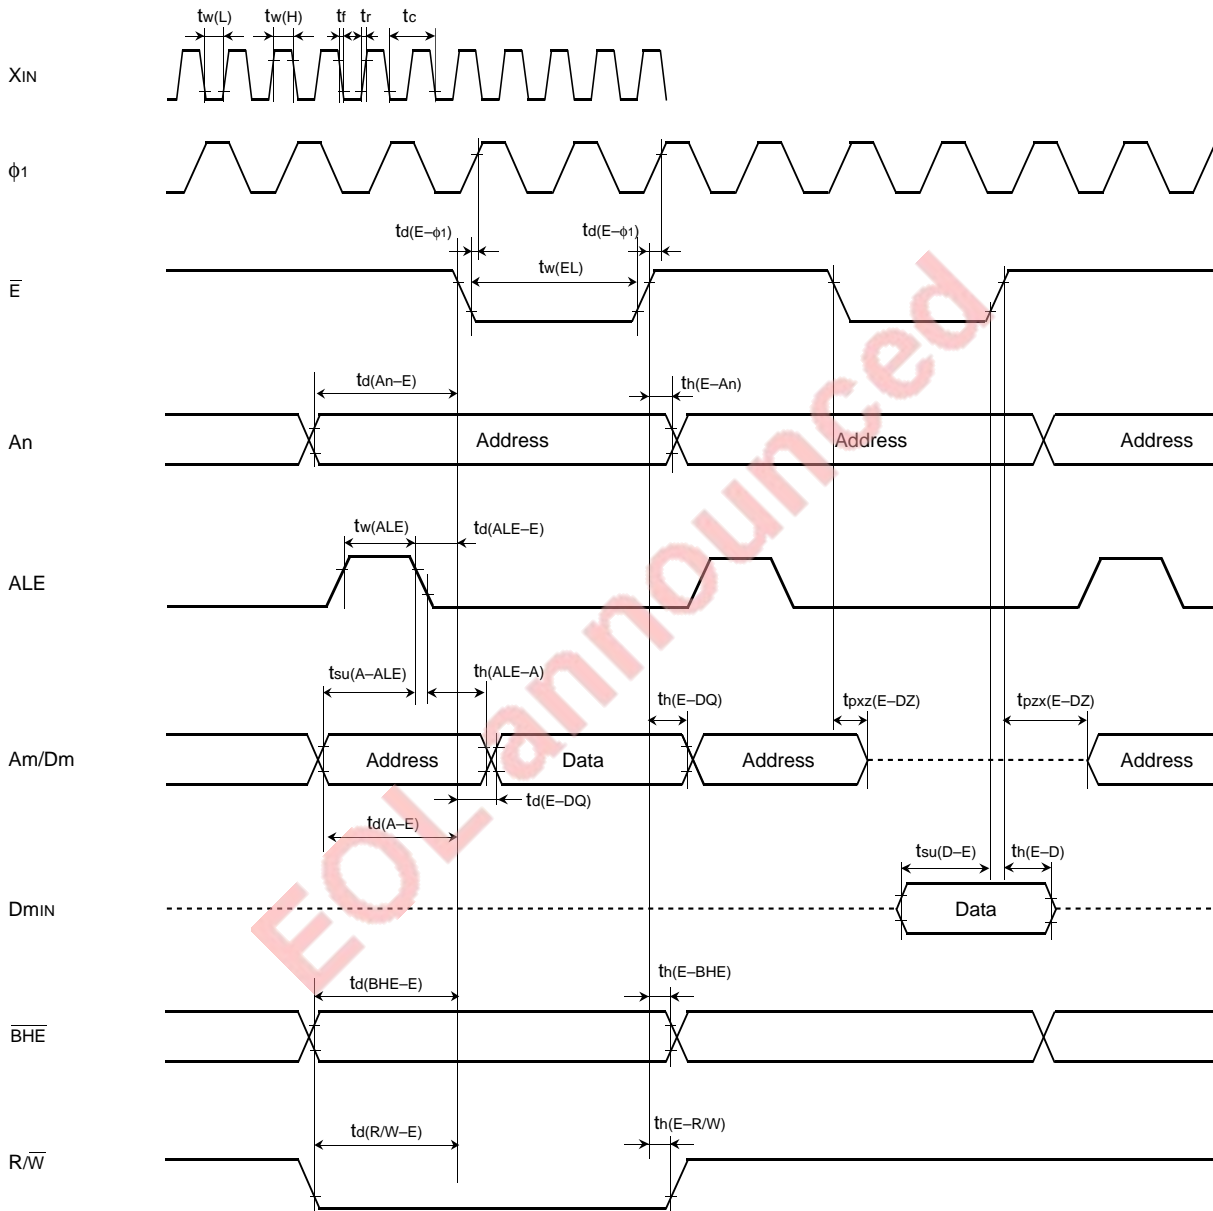 tw(L) tw(H) tf tr tc
XIN
ϕ1
td(E–ϕ1) td(E–ϕ1)
tw(EL)
E̅
td(An–E) th(E–An)
An Address Address Address
tw(ALE) td(ALE–E)
ALE
tsu(A–ALE) th(ALE–A) th(E–DQ) tpxz(E–DZ) tpzx(E–DZ)
Am/Dm Address Data Address Address
td(E–DQ)
td(A–E)
tsu(D–E) th(E–D)
DmIN Data
td(BHE–E) th(E–BHE)
B̅H̅E̅
td(R/W–E) th(E–R/W)
R/W̅
EOL announced